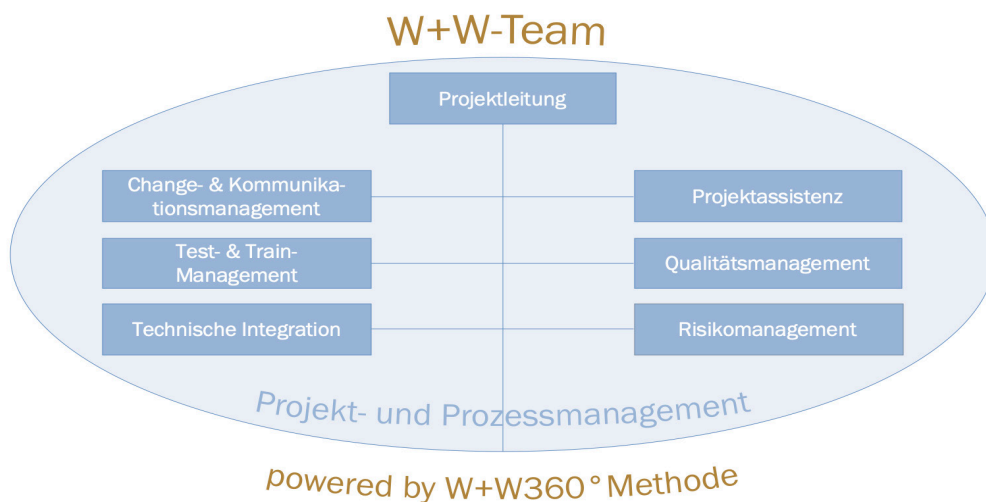 W+W-Team
Projektleitung
Change- & Kommunika-
tionsmanagement
Projektassistenz
Test- & Train-
Management
Qualitätsmanagement
Technische Integration
Risikomanagement
Projekt- und Prozessmanagement
powered by W+W360° Methode